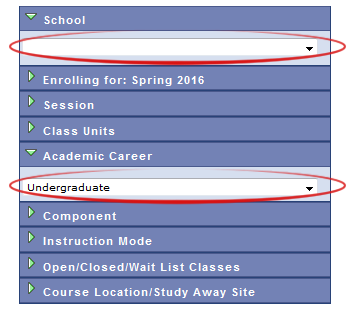 School
Enrolling for: Spring 2016
Session
Class Units
Academic Career
Undergraduate
Component
Instruction Mode
Open/Closed/Wait List Classes
Course Location/Study Away Site